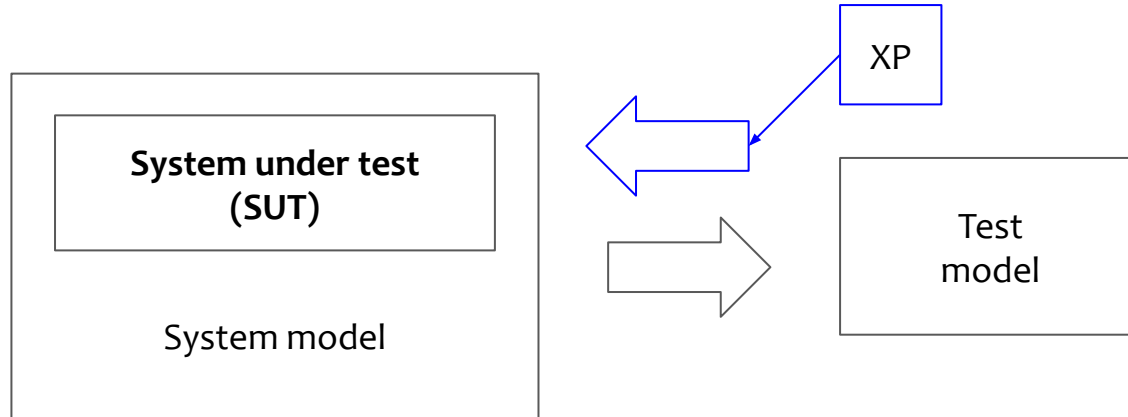 XP
System under test
(SUT)
Test
model
System model